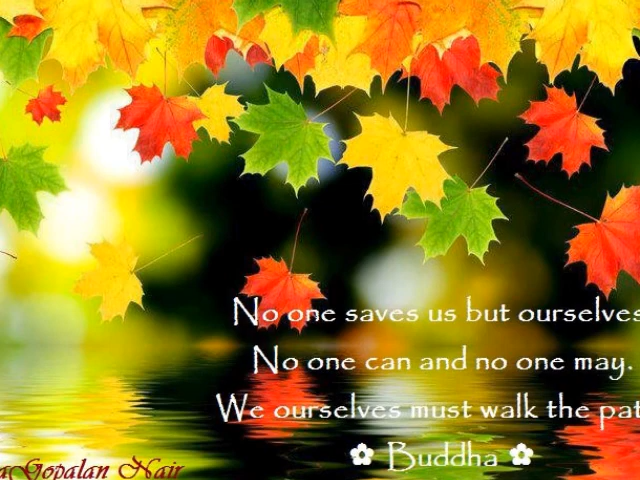 No one saves us but ourselves
No one can and no one may.
We ourselves must walk the pat
✿ Buddha ✿
aGopalan Nair